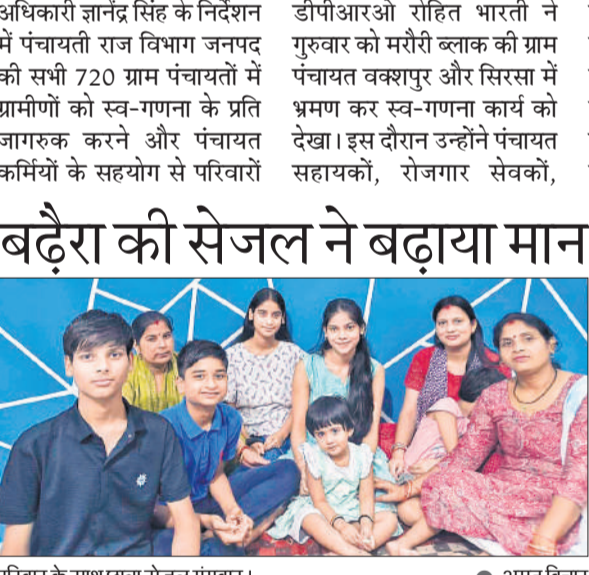 अधिकारी ज्ञानेंद्र सिंह के निर्देशन
में पंचायती राज विभाग जनपद
की सभी 720 ग्राम पंचायतों में
ग्रामीणों को स्व-गणना के प्रति
जागरुक करने और पंचायत
कर्मियों के सहयोग से परिवारों
डीपीआरओ रोहित भारती ने
गुरुवार को मरौरी ब्लाक की ग्राम
पंचायत वक्शपुर और सिरसा में
भ्रमण कर स्व-गणना कार्य को
देखा। इस दौरान उन्होंने पंचायत
सहायकों, रोजगार सेवकों,
बढ़ैरा की सेजल ने बढ़ाया मान